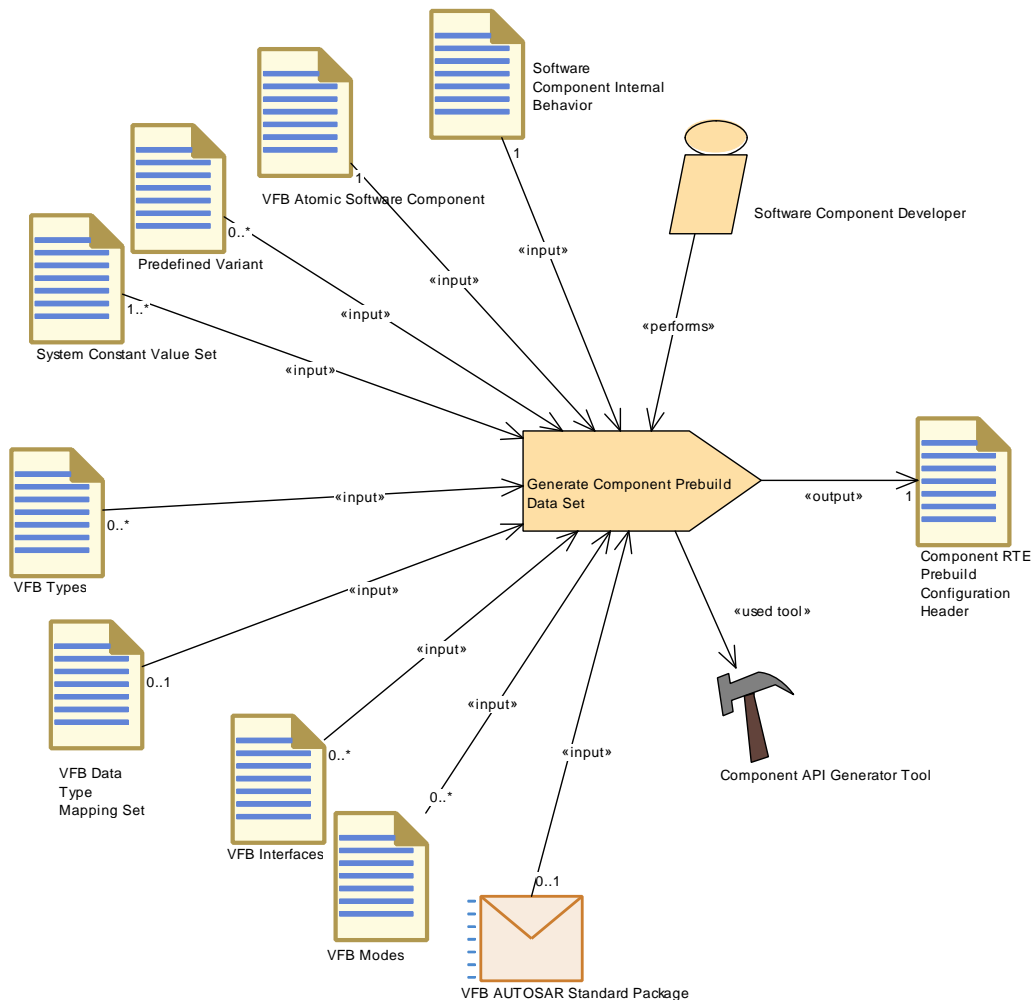 Software
Component Internal
Behavior
1
VFB Atomic Software Component
1
Predefined Variant
0..*
System Constant Value Set
1..*
Software Component Developer
«input»
«input»
«input»
«input»
«performs»
Generate Component Prebuild
Data Set
«output»
1
Component RTE
Prebuild
Configuration
Header
VFB Types
0..*
«input»
VFB Data
Type
Mapping Set
0..1
«input»
VFB Interfaces
0..*
«input»
VFB Modes
0..*
«input»
VFB AUTOSAR Standard Package
0..1
«input»
«used tool»
Component API Generator Tool